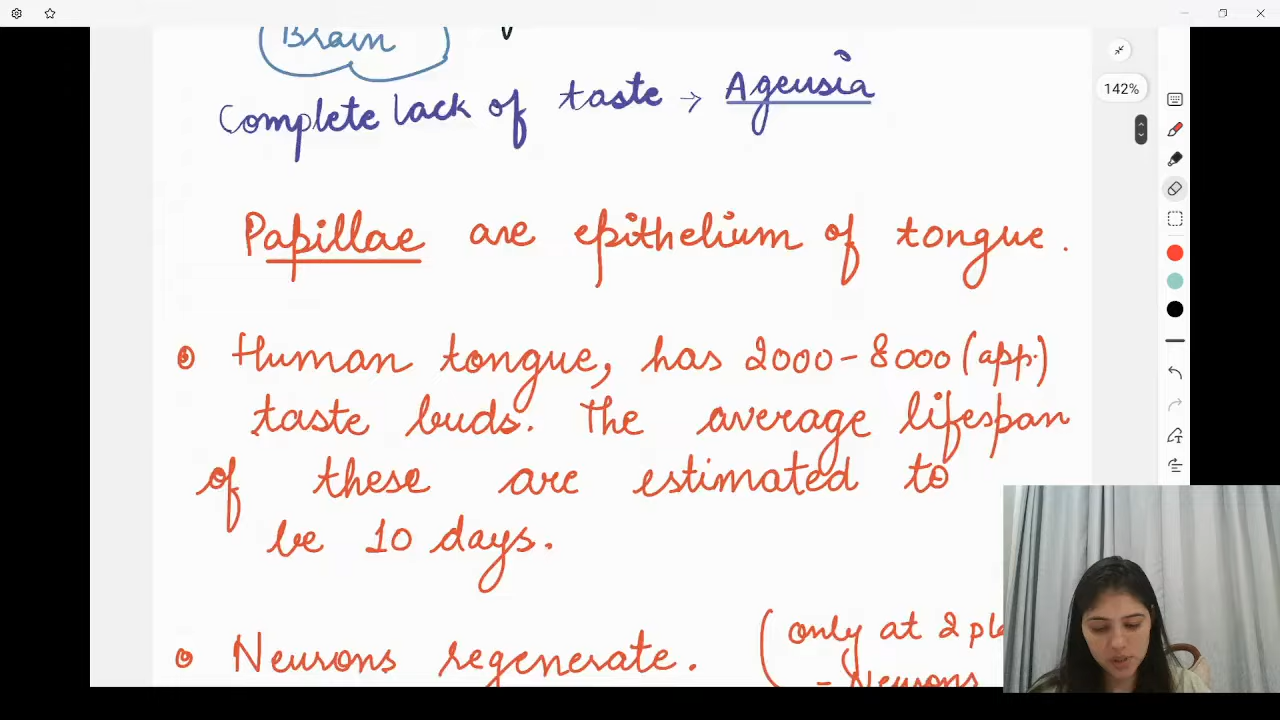 Brain
Complete lack of taste → Ageusia
142%
Papillae are epithelium of tongue.
• Human tongue, has 2000-8000 (app.)
taste buds. The average lifespan
of these are estimated to
be 10 days.
(only at 2 pla
• Neurons regenerate.
- Neurons